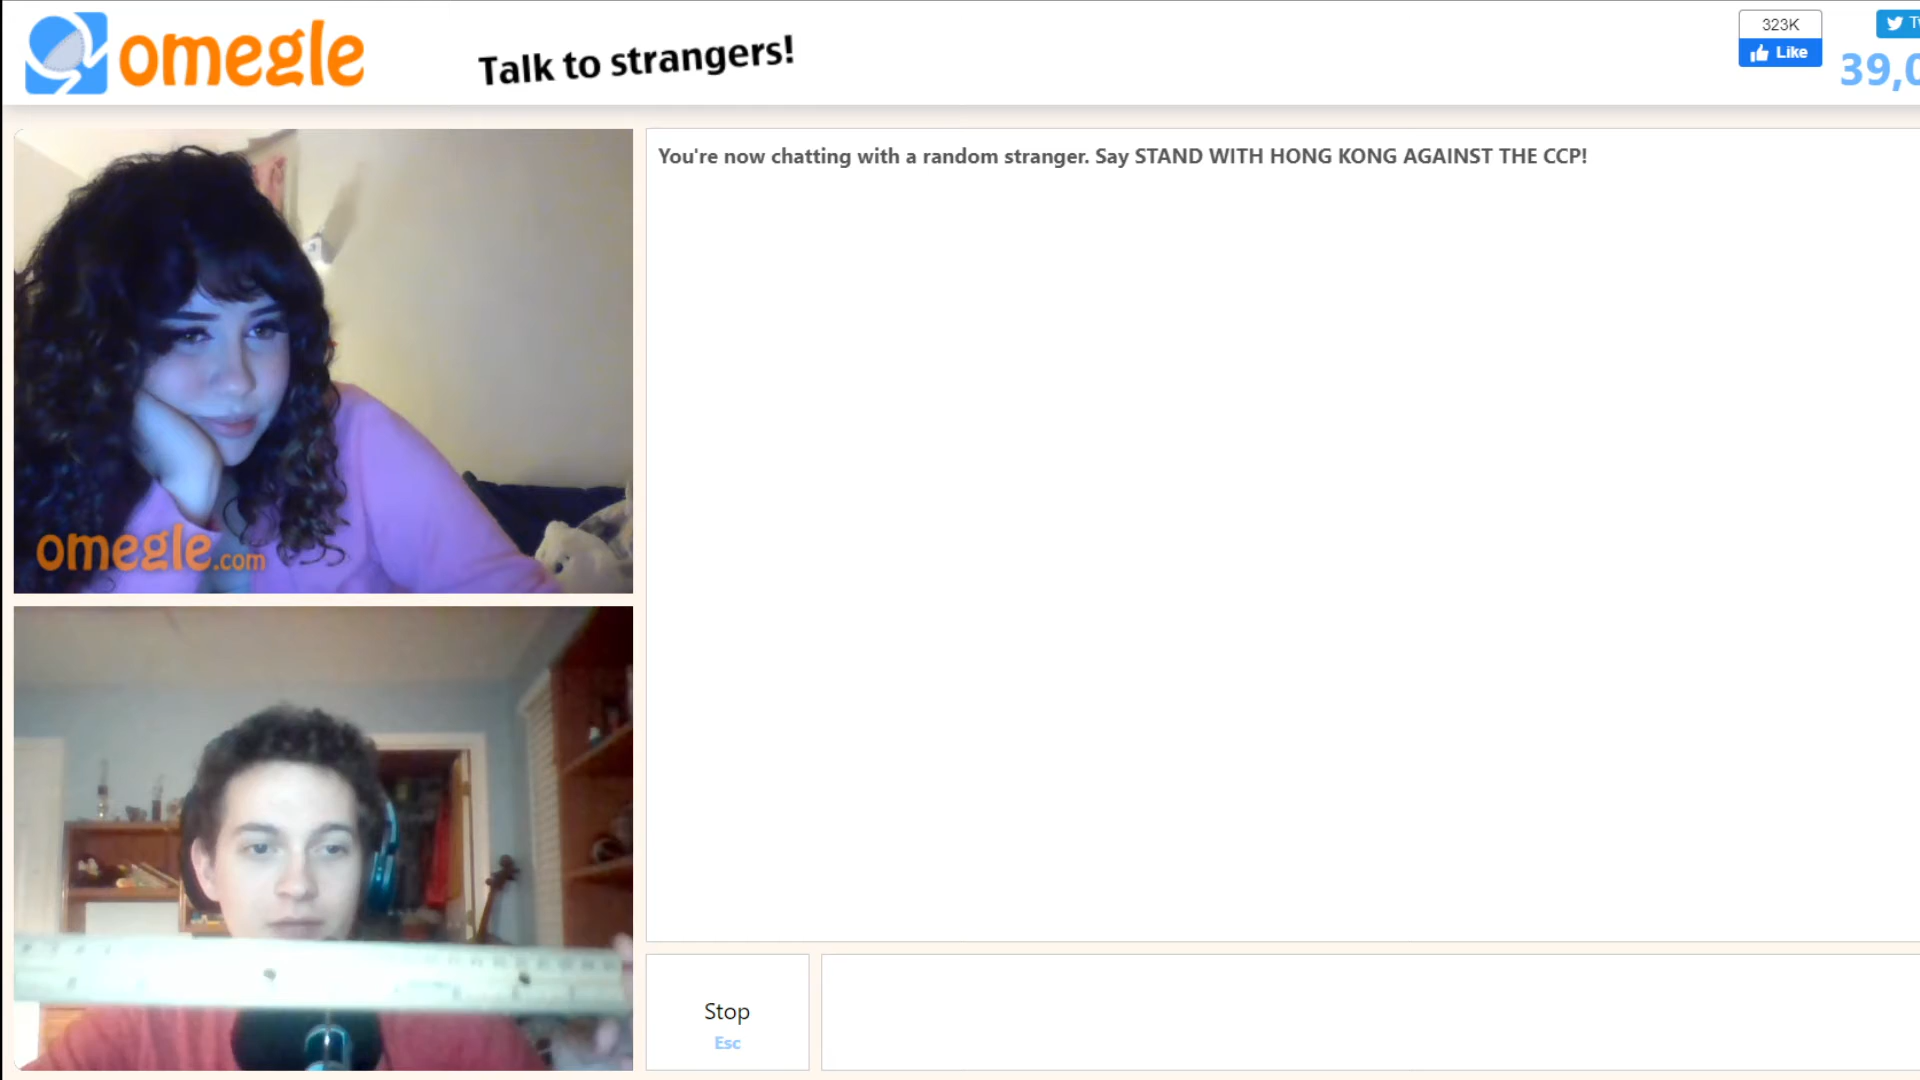 omegle
Talk to strangers!
323K
Like
39,0
You're now chatting with a random stranger. Say STAND WITH HONG KONG AGAINST THE CCP!
omegle.com
Stop
Esc